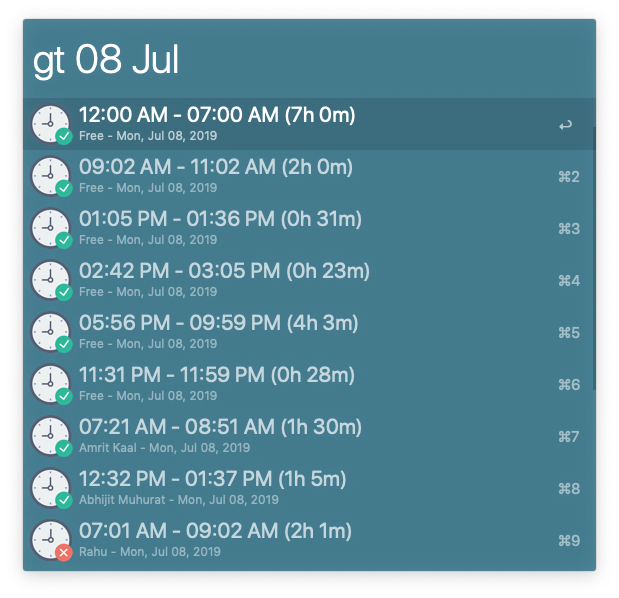 gt 08 Jul
12:00 AM - 07:00 AM (7h 0m)
Free - Mon, Jul 08, 2019
↩
09:02 AM - 11:02 AM (2h 0m)
Free - Mon, Jul 08, 2019
⌘2
01:05 PM - 01:36 PM (0h 31m)
Free - Mon, Jul 08, 2019
⌘3
02:42 PM - 03:05 PM (0h 23m)
Free - Mon, Jul 08, 2019
⌘4
05:56 PM - 09:59 PM (4h 3m)
Free - Mon, Jul 08, 2019
⌘5
11:31 PM - 11:59 PM (0h 28m)
Free - Mon, Jul 08, 2019
⌘6
07:21 AM - 08:51 AM (1h 30m)
Amrit Kaal - Mon, Jul 08, 2019
⌘7
12:32 PM - 01:37 PM (1h 5m)
Abhijit Muhurat - Mon, Jul 08, 2019
⌘8
07:01 AM - 09:02 AM (2h 1m)
Rahu - Mon, Jul 08, 2019
⌘9